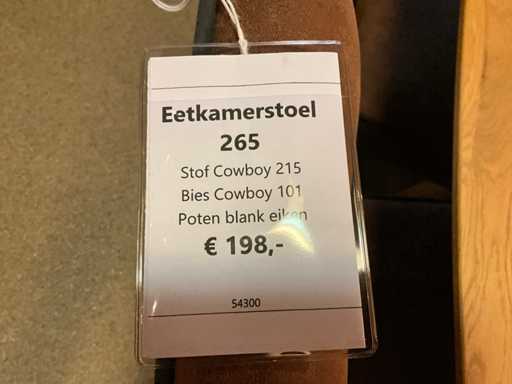 Eetkamerstoel
265
Stof Cowboy 215
Bies Cowboy 101
Poten blank eiken
€ 198,-
54300